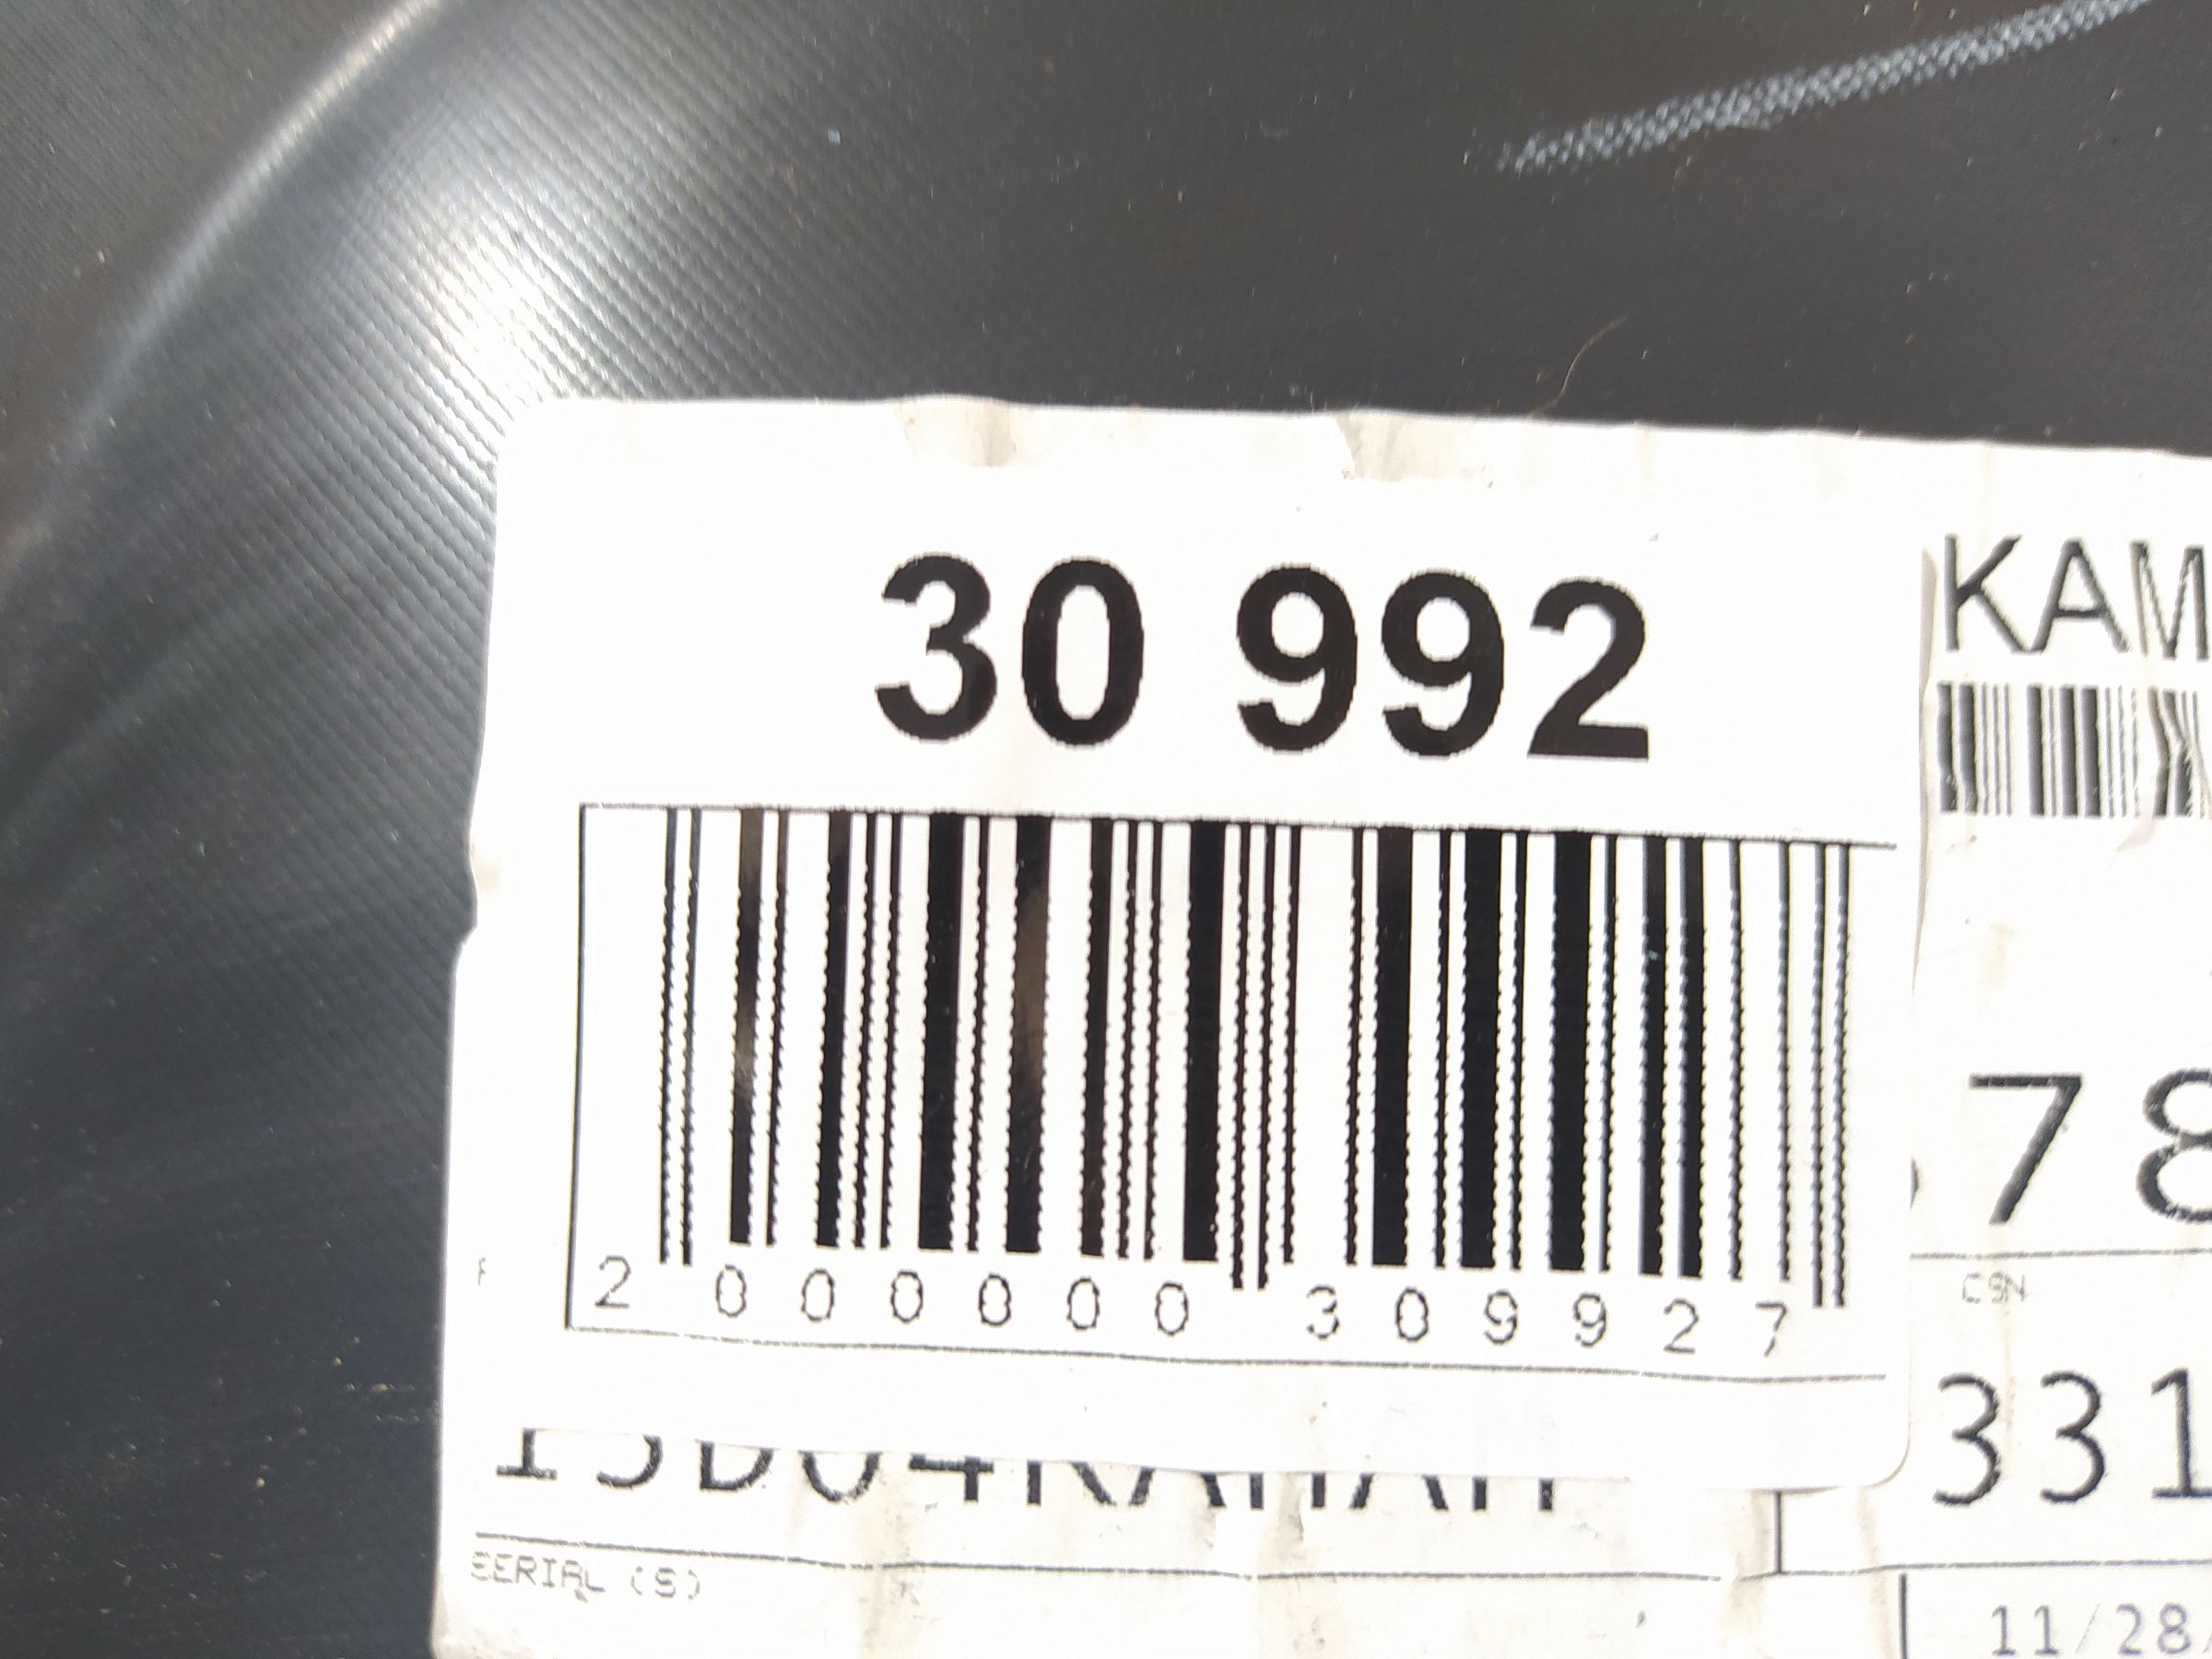 30 992
KAM
78
2 000000 309927
CSN
331
SERIAL (S)
11/28/